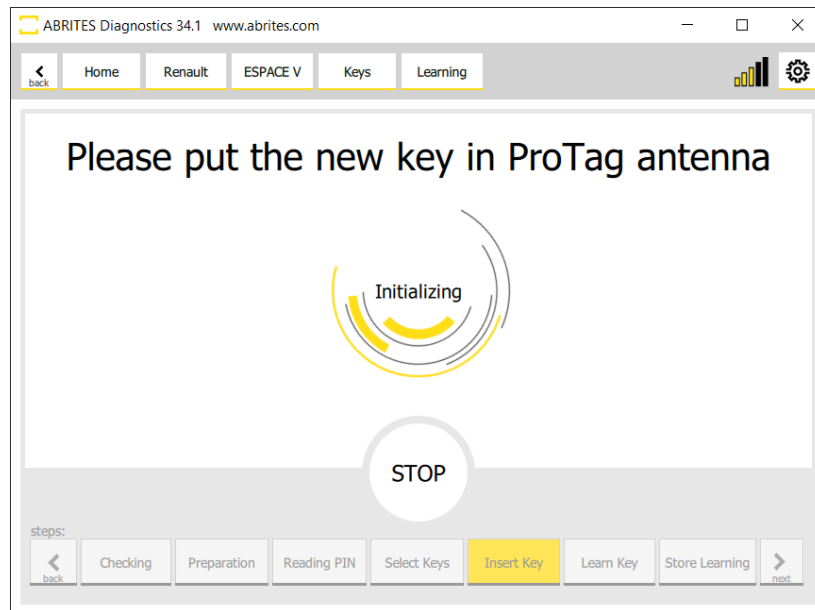 ABRITES Diagnostics 34.1 www.abrites.com
back Home Renault ESPACE V Keys Learning
Please put the new key in ProTag antenna
Initializing
STOP
steps:
back Checking Preparation Reading PIN Select Keys Insert Key Learn Key Store Learning next